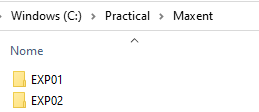 Windows (C:) > Practical > Maxent
Nome
EXP01
EXP02